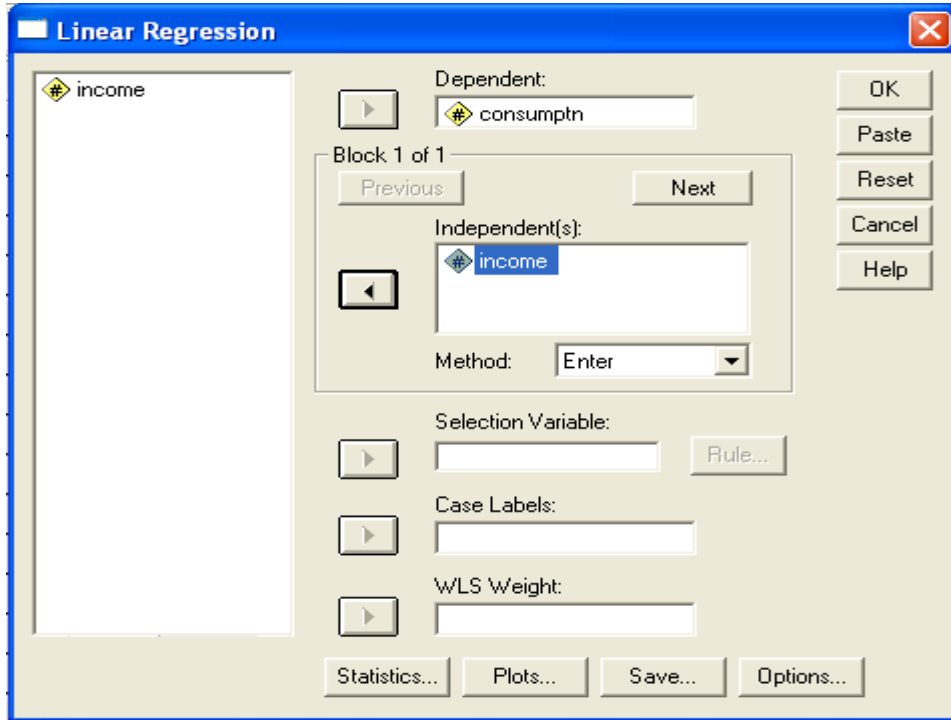 Linear Regression
income
Dependent:
# consumptn
Block 1 of 1
Previous
Next
Independent(s):
# income
Method:
Enter
Selection Variable:
Rule...
Case Labels:
WLS Weight:
Statistics...
Plots...
Save...
Options...
OK
Paste
Reset
Cancel
Help